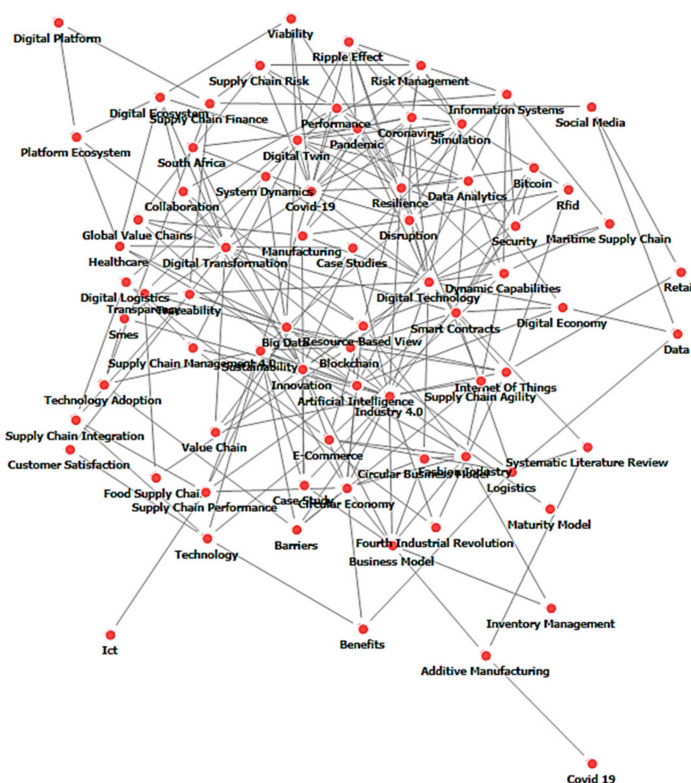 Digital Platform
Viability
Ripple Effect
Supply Chain Risk
Risk Management
Digital Ecosystem
Supply Chain Finance
Performance
Information Systems
Social Media
Coronavirus
Simulation
Pandemic
Platform Ecosystem
South Africa
Digital Twin
System Dynamics
Data Analytics
Bitcoin
Rfid
Collaboration
Covid-19
Resilience
Global Value Chains
Manufacturing
Disruption
Security
Maritime Supply Chain
Healthcare
Digital Transformation
Case Studies
Digital Technology
Dynamic Capabilities
Retail
Digital Logistics
Transparency
Traceability
Smart Contracts
Digital Economy
Smes
Big Data
Resource-Based View
Data
Supply Chain Management 4.0
Sustainability
Blockchain
Technology Adoption
Innovation
Artificial Intelligence
Internet Of Things
Supply Chain Agility
Industry 4.0
Supply Chain Integration
Value Chain
E-Commerce
Customer Satisfaction
Circular Business Model
Fashion Industry
Systematic Literature Review
Logistics
Food Supply Chain
Supply Chain Performance
Case Study
Circular Economy
Maturity Model
Technology
Barriers
Fourth Industrial Revolution
Business Model
Inventory Management
Ict
Benefits
Additive Manufacturing
Covid 19